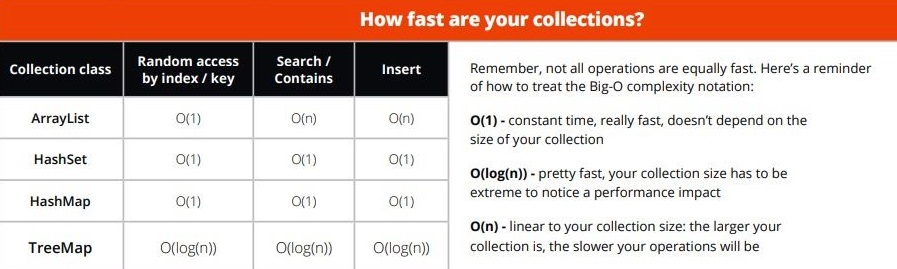 How fast are your collections?
Collection class
Random access
by index / key
Search /
Contains
Insert
ArrayList
O(1)
O(n)
O(n)
HashSet
O(1)
O(1)
O(1)
HashMap
O(1)
O(1)
O(1)
TreeMap
O(log(n))
O(log(n))
O(log(n))
Remember, not all operations are equally fast. Here’s a reminder
of how to treat the Big-O complexity notation:
O(1) - constant time, really fast, doesn’t depend on the
size of your collection
O(log(n)) - pretty fast, your collection size has to be
extreme to notice a performance impact
O(n) - linear to your collection size: the larger your
collection is, the slower your operations will be